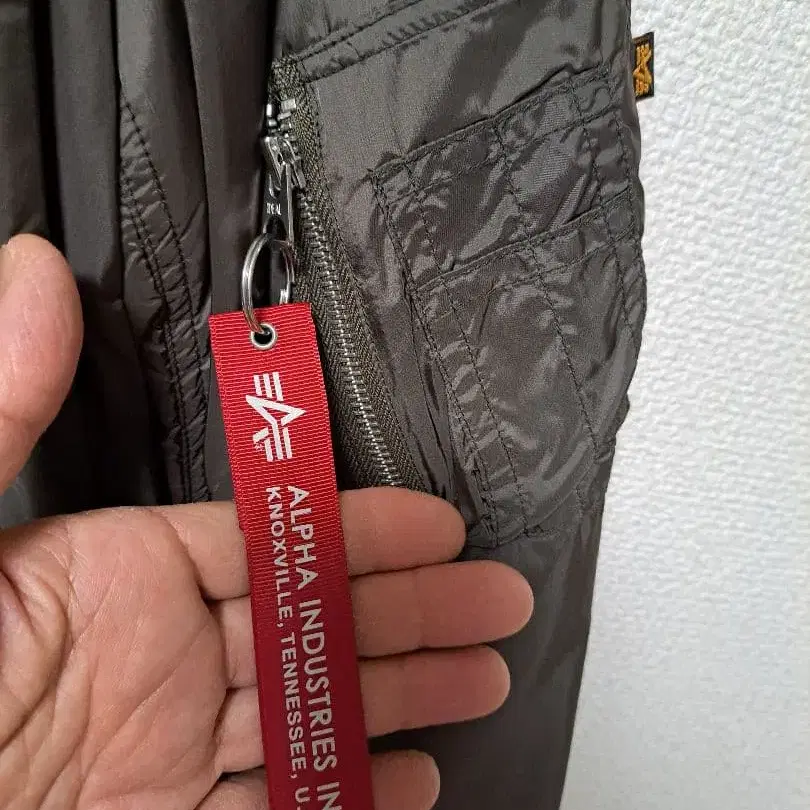 ALPHA INDUSTRIES IN
KNOXVILLE, TENNESSEE, U.